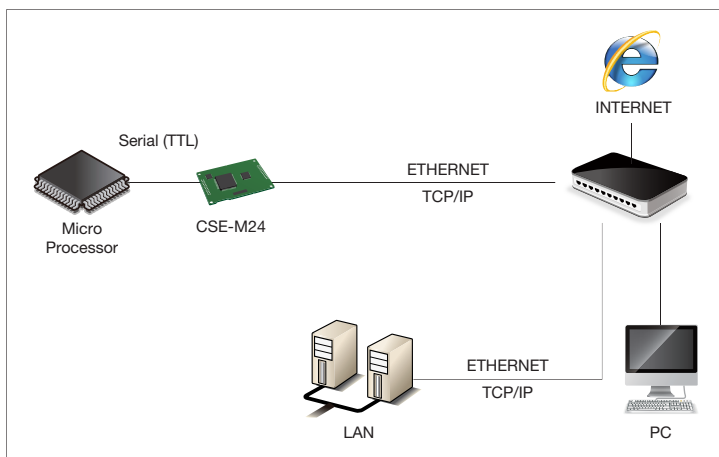 INTERNET
Serial (TTL)
ETHERNET
TCP/IP
Micro
Processor
CSE-M24
ETHERNET
TCP/IP
LAN
PC